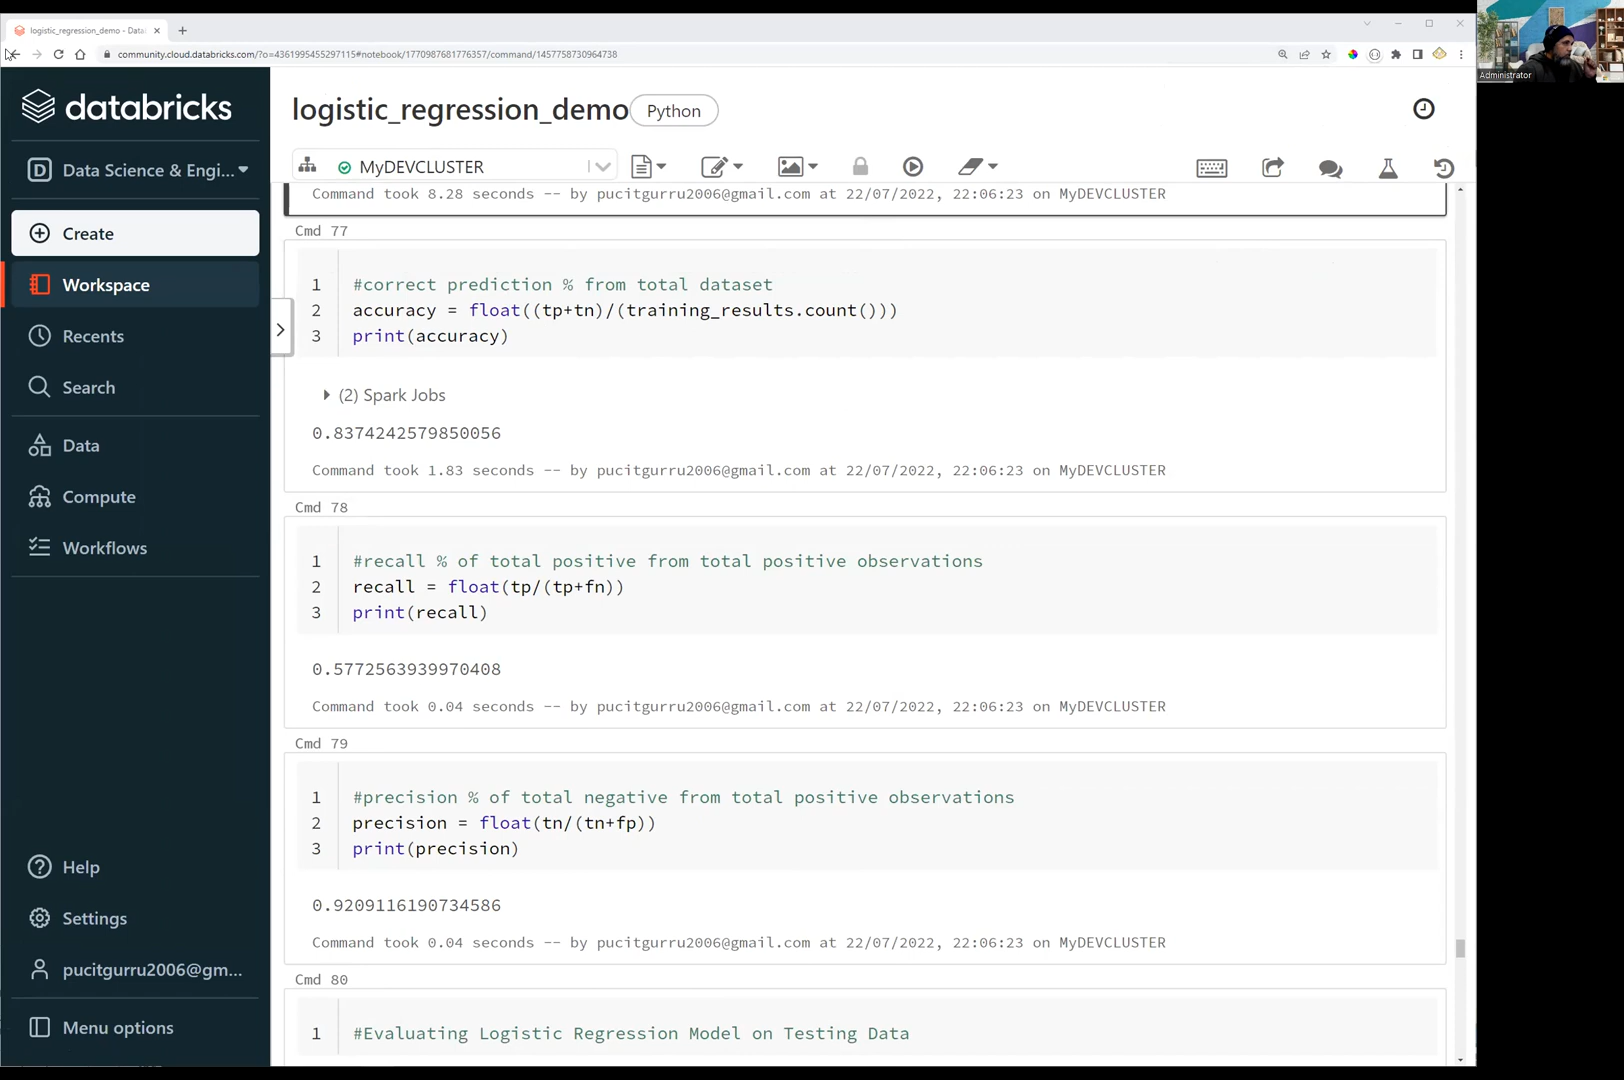 logistic_regression_demo - Data
community.cloud.databricks.com/?o=4361995455297115#notebook/1770987681776357/command/1457758730964738
Administrator
databricks
D Data Science & Engi...
Create
Workspace
Recents
Search
Data
Compute
Workflows
Help
Settings
pucitgurru2006@gm...
Menu options
logistic_regression_demo Python
MyDEVCLUSTER
Command took 8.28 seconds -- by pucitgurru2006@gmail.com at 22/07/2022, 22:06:23 on MyDEVCLUSTER
Cmd 77
1 #correct prediction % from total dataset
2 accuracy = float((tp+tn)/(training_results.count()))
3 print(accuracy)
(2) Spark Jobs
0.8374242579850056
Command took 1.83 seconds -- by pucitgurru2006@gmail.com at 22/07/2022, 22:06:23 on MyDEVCLUSTER
Cmd 78
1 #recall % of total positive from total positive observations
2 recall = float(tp/(tp+fn))
3 print(recall)
0.5772563939970408
Command took 0.04 seconds -- by pucitgurru2006@gmail.com at 22/07/2022, 22:06:23 on MyDEVCLUSTER
Cmd 79
1 #precision % of total negative from total positive observations
2 precision = float(tn/(tn+fp))
3 print(precision)
0.9209116190734586
Command took 0.04 seconds -- by pucitgurru2006@gmail.com at 22/07/2022, 22:06:23 on MyDEVCLUSTER
Cmd 80
1 #Evaluating Logistic Regression Model on Testing Data